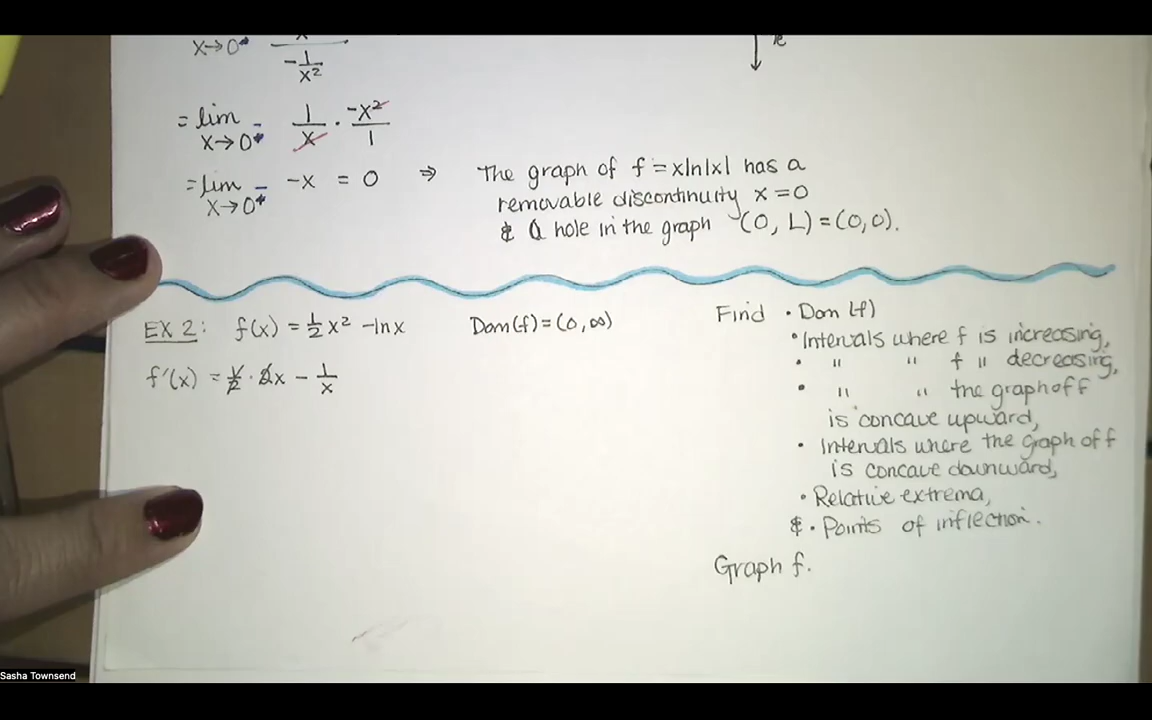 x→0⁻
-1/x²
= lim x→0⁻ 1/x · -x²/1
= lim x→0⁻ -x = 0 ⇒ The graph of f = xln|x| has a
removable discontinuity x = 0
& a hole in the graph (0, L) = (0,0).
EX 2: f(x) = ½x² - lnx Dom(f) = (0, ∞)
f'(x) = ½ · 2x - 1/x
Find • Dom (f)
• Intervals where f is increasing,
• " " f " decreasing,
• " " the graph of f
is concave upward,
• Intervals where the graph of f
is concave downward,
• Relative extrema,
& • Points of inflection.
Graph f.
Sasha Townsend